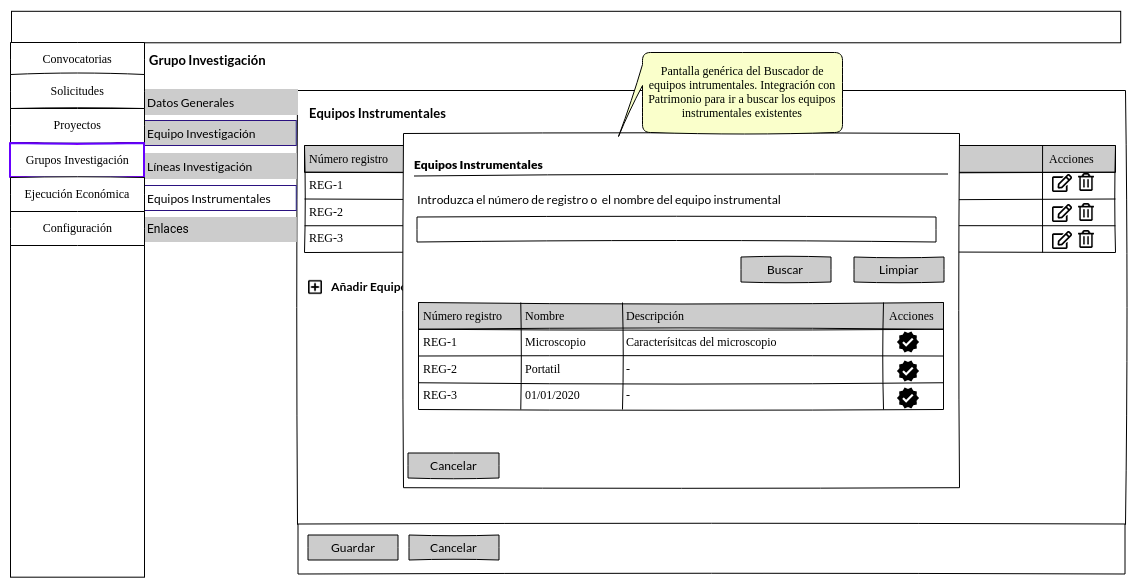 Convocatorias
Solicitudes
Proyectos
Grupos Investigación
Ejecución Económica
Configuración
Grupo Investigación
Datos Generales
Equipo Investigación
Líneas Investigación
Equipos Instrumentales
Enlaces
Pantalla genérica del Buscador de
equipos intrumentales. Integración con
Patrimonio para ir a buscar los equipos
instrumentales existentes
Equipos Instrumentales
Número registro Acciones
REG-1
REG-2
REG-3
Añadir Equipo
Equipos Instrumentales
Introduzca el número de registro o el nombre del equipo instrumental
Buscar Limpiar
Número registro Nombre Descripción Acciones
REG-1 Microscopio Caracterísitcas del microscopio
REG-2 Portatil -
REG-3 01/01/2020 -
Cancelar
Guardar Cancelar